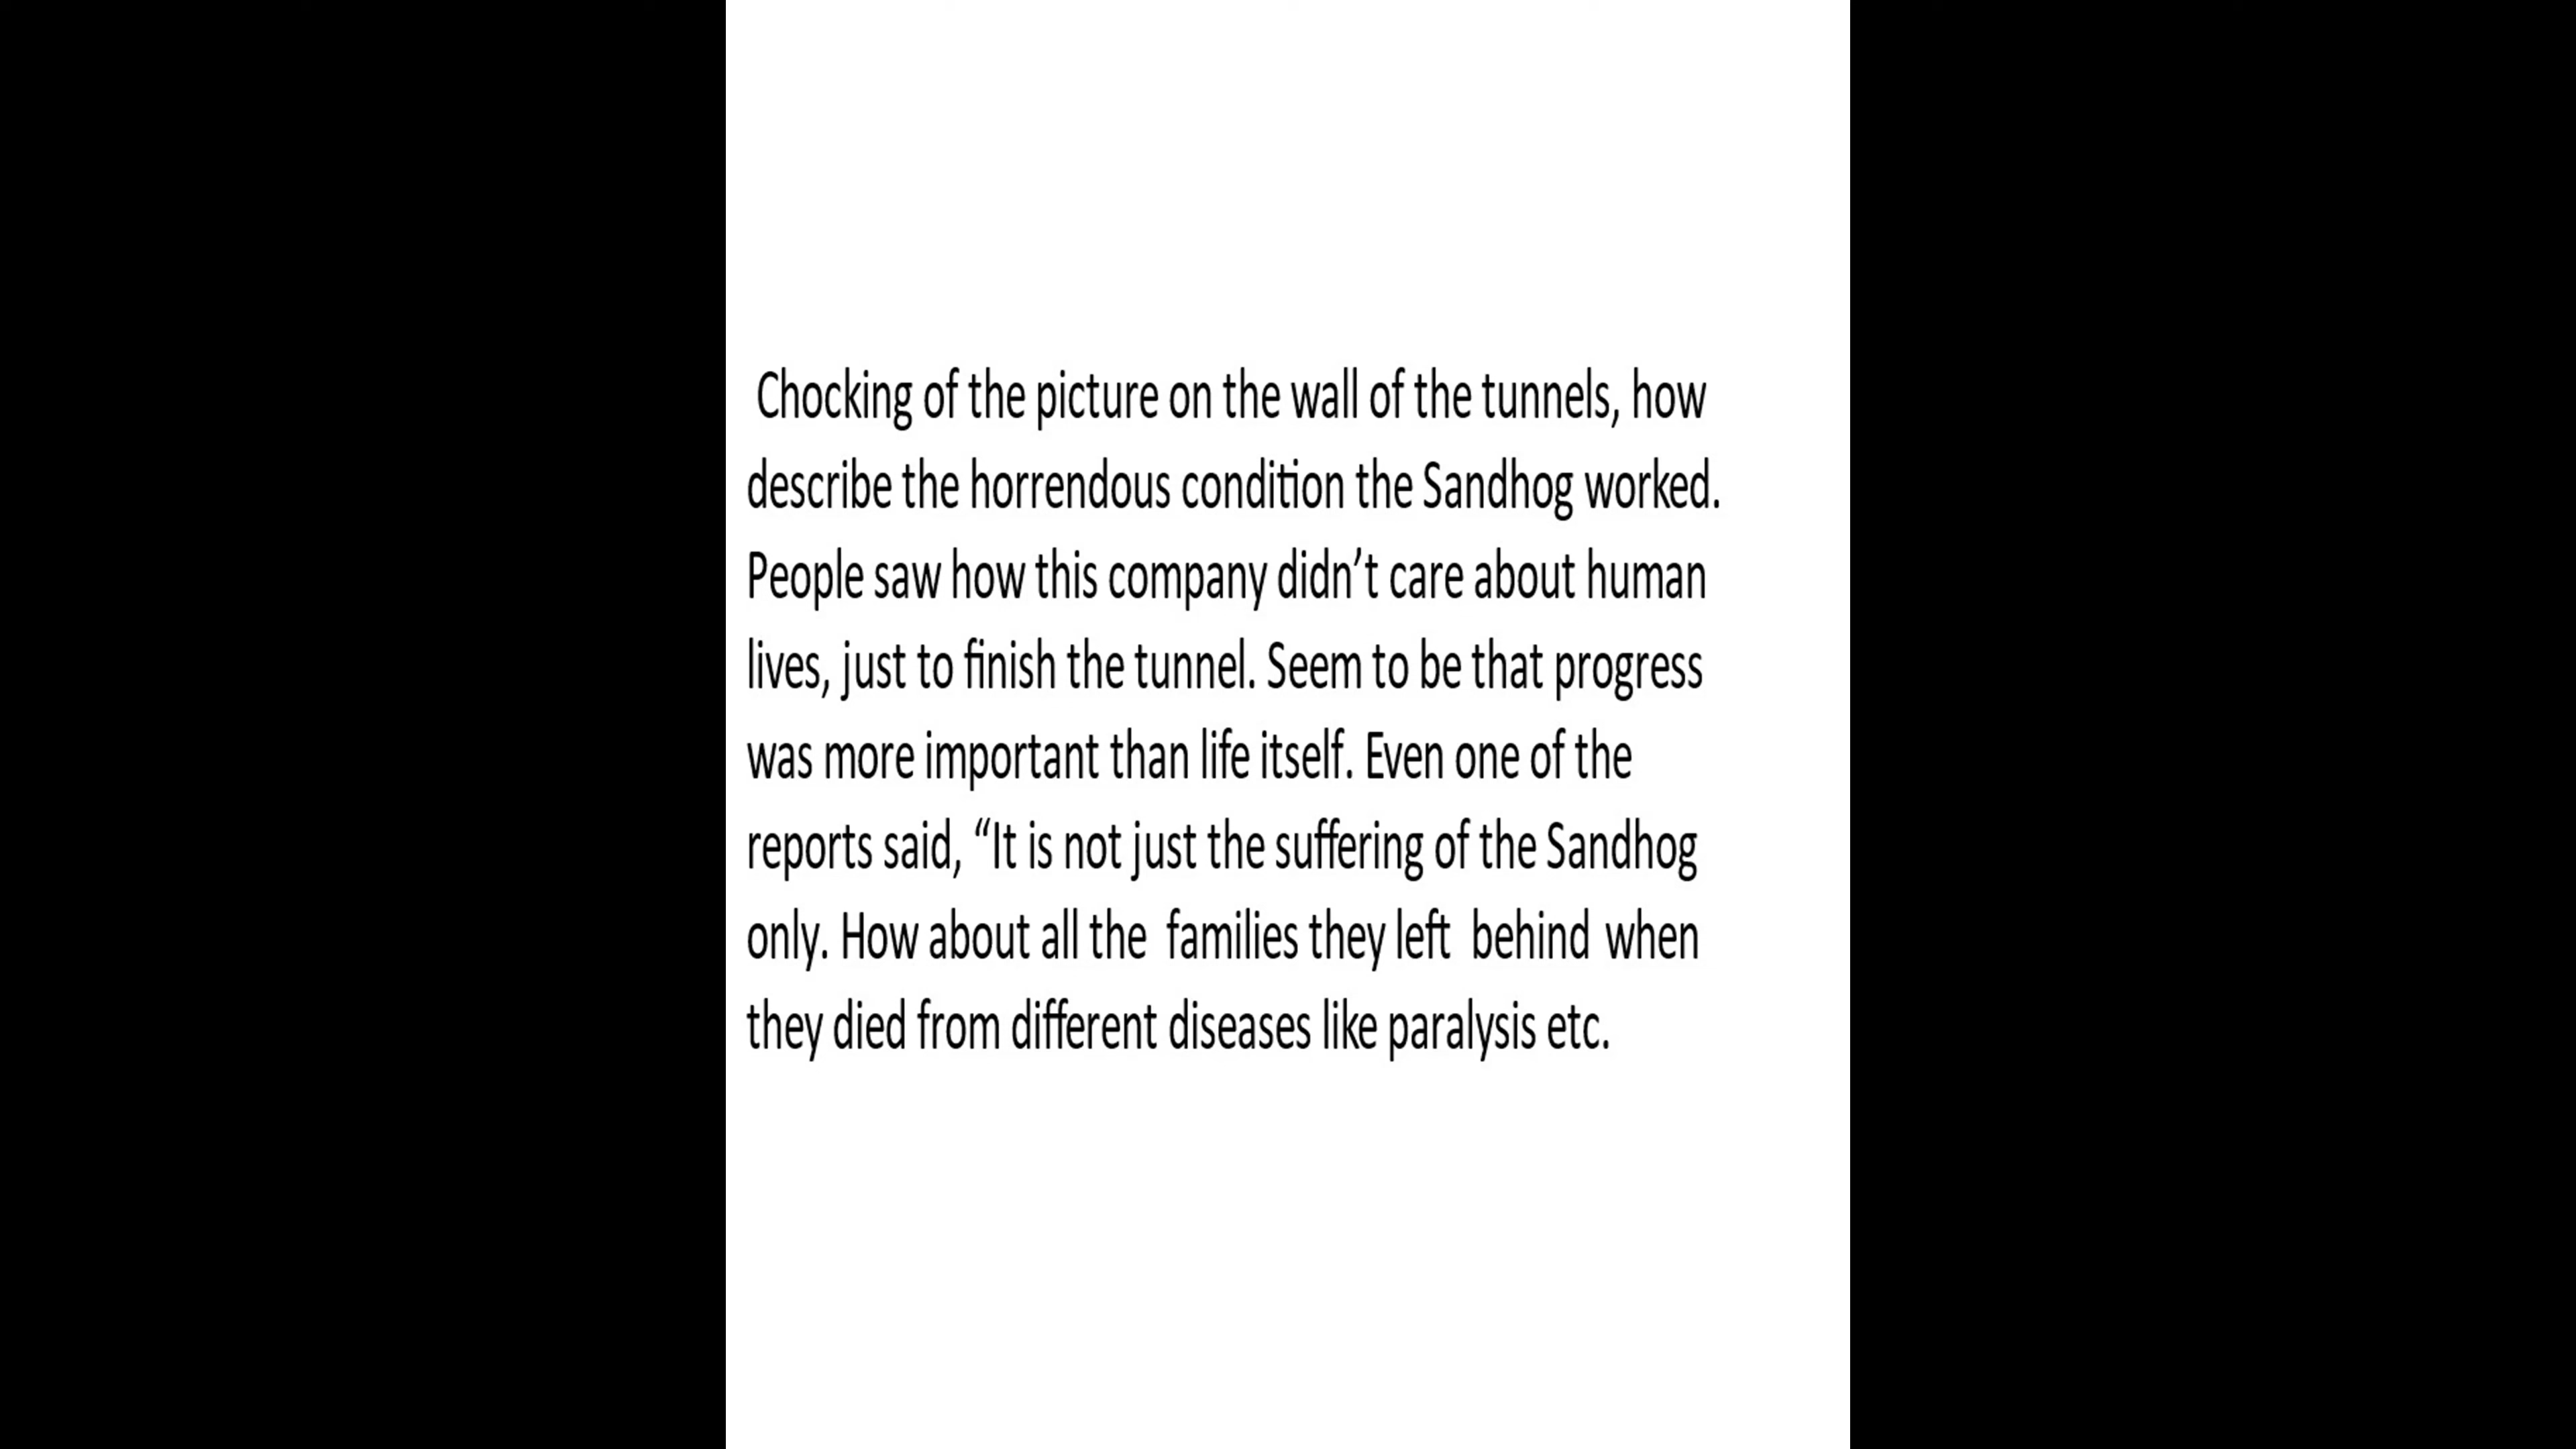 Chocking of the picture on the wall of the tunnels, how
describe the horrendous condition the Sandhog worked.
People saw how this company didn’t care about human
lives, just to finish the tunnel. Seem to be that progress
was more important than life itself. Even one of the
reports said, “It is not just the suffering of the Sandhog
only. How about all the families they left behind when
they died from different diseases like paralysis etc.